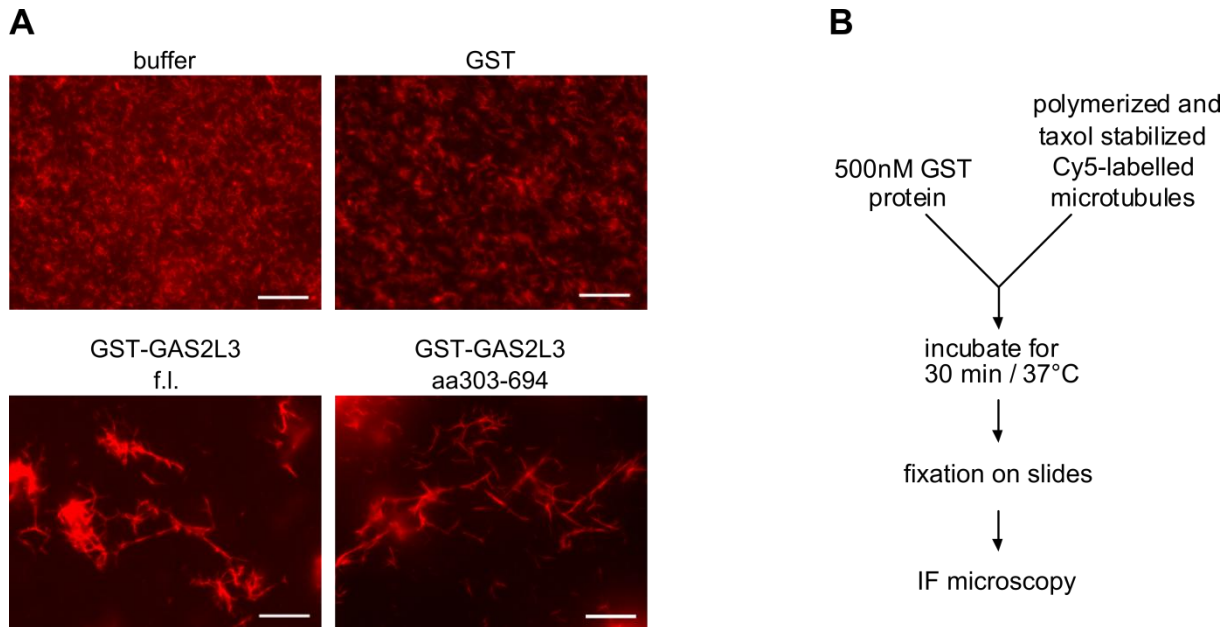 A
buffer
GST
GST-GAS2L3
f.l.
GST-GAS2L3
aa303-694
B
500nM GST
protein
polymerized and
taxol stabilized
Cy5-labelled
microtubules
incubate for
30 min / 37°C
fixation on slides
IF microscopy